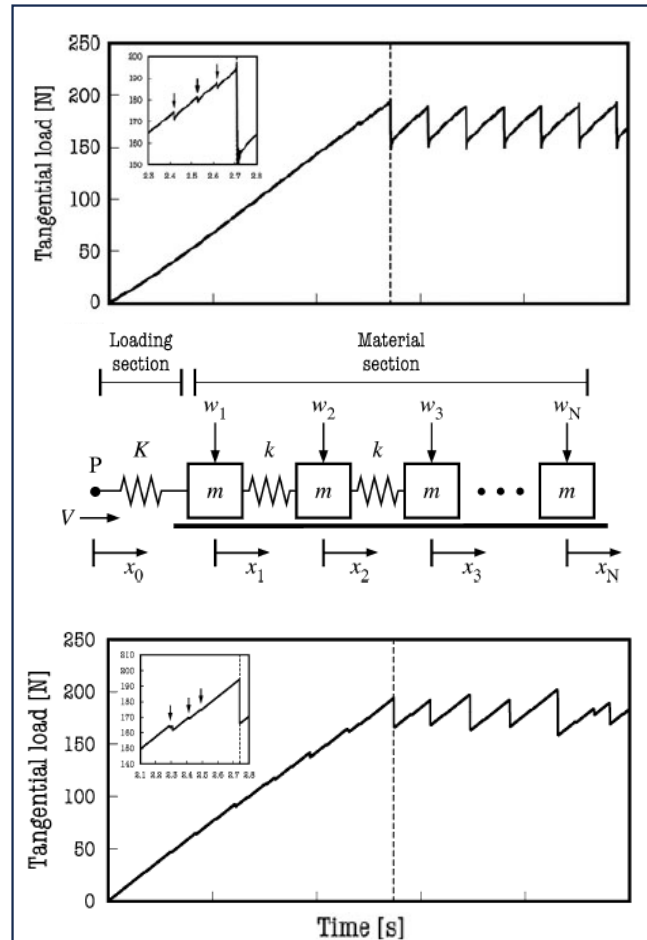 250
200
150
100
50
0
Tangential load [N]
200
190
180
170
160
150
2.3 2.4 2.5 2.6 2.7 2.8
Loading section
Material section
w1 w2 w3 wN
K k k
P
m m m m
V
x0 x1 x2 x3 xN
250
200
150
100
50
0
Tangential load [N]
210
200
190
180
170
160
150
140
2.1 2.2 2.3 2.4 2.5 2.6 2.7 2.8
Time [s]